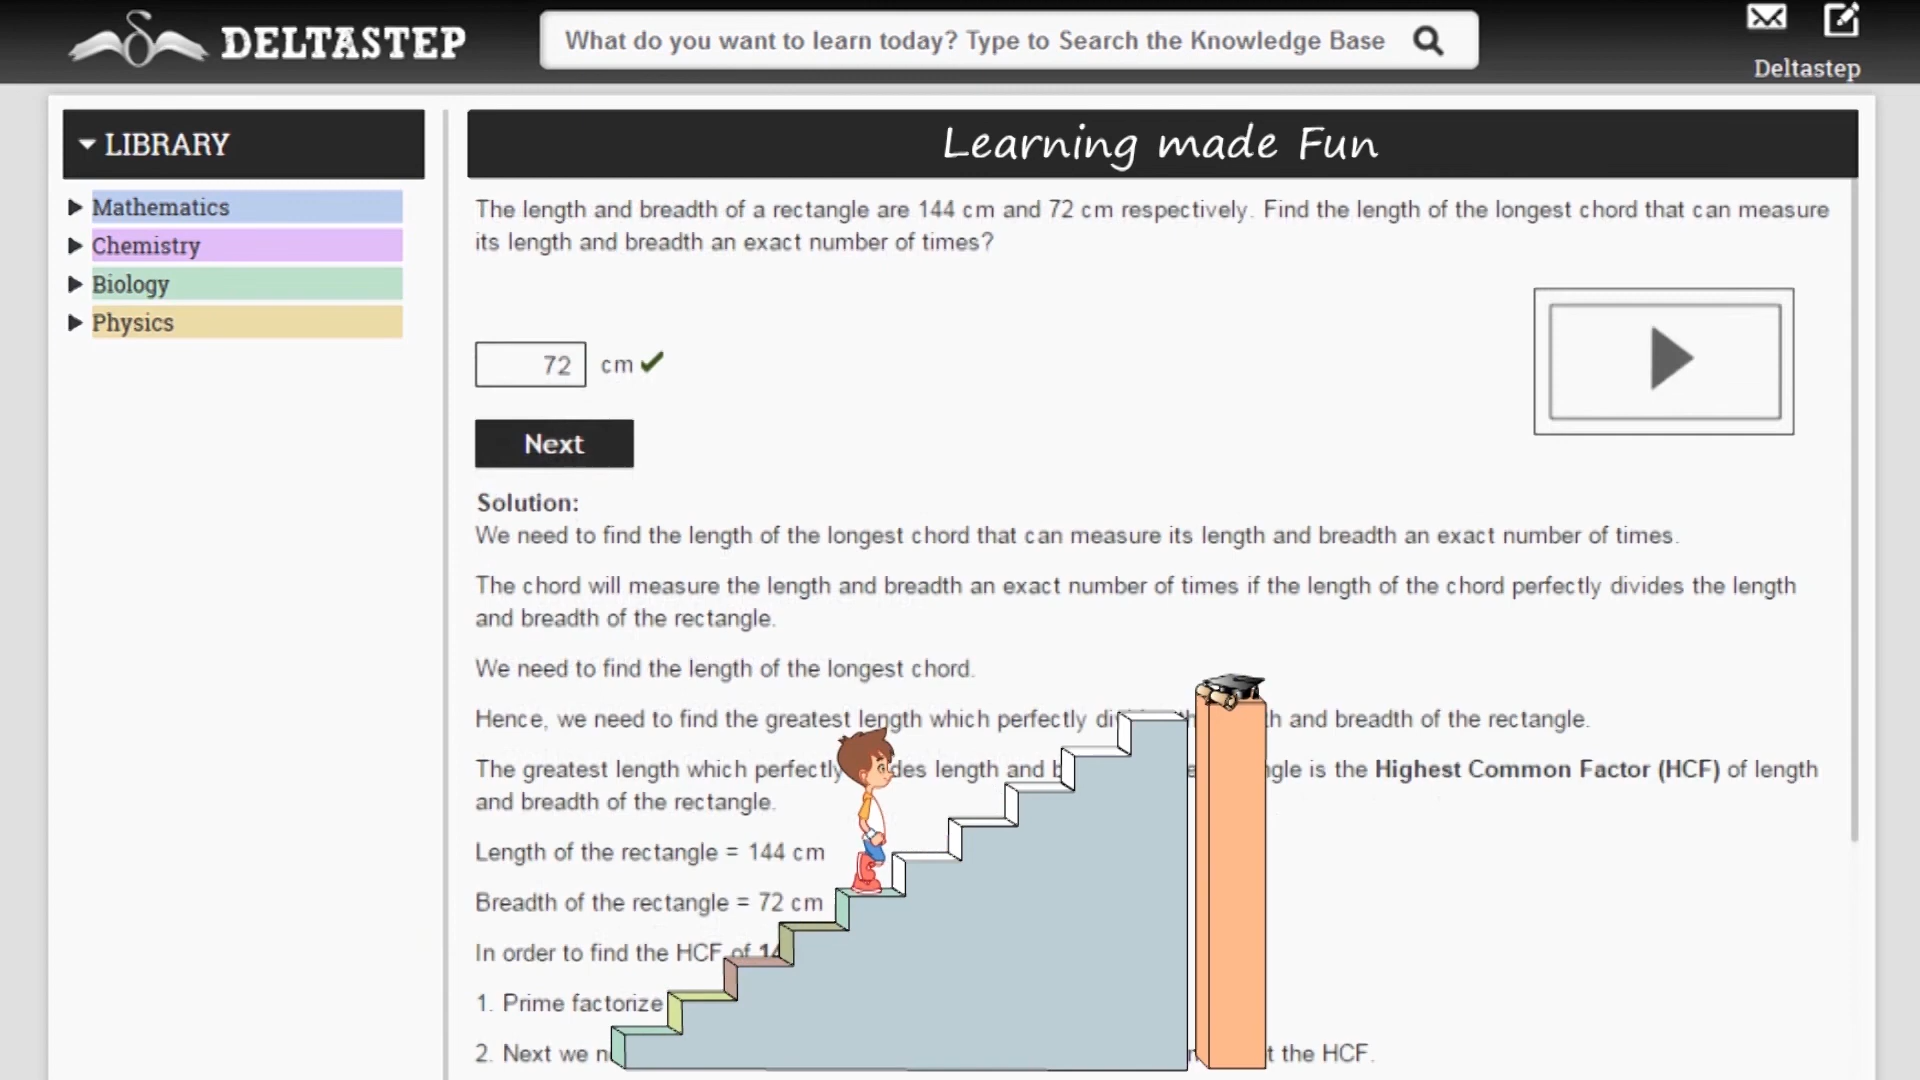 DELTASTEP
What do you want to learn today? Type to Search the Knowledge Base
Deltastep
LIBRARY
Mathematics
Chemistry
Biology
Physics
Learning made Fun
The length and breadth of a rectangle are 144 cm and 72 cm respectively. Find the length of the longest chord that can measure
its length and breadth an exact number of times?
72 cm
Next
Solution:
We need to find the length of the longest chord that can measure its length and breadth an exact number of times.
The chord will measure the length and breadth an exact number of times if the length of the chord perfectly divides the length
and breadth of the rectangle.
We need to find the length of the longest chord.
Hence, we need to find the greatest length which perfectly and breadth of the rectangle.
The greatest length which perfectly length and is the Highest Common Factor (HCF) of length
and breadth of the rectangle.
Length of the rectangle = 144 cm
Breadth of the rectangle = 72 cm
In order to find the HCF of
1. Prime factorize
2. Next we the HCF.